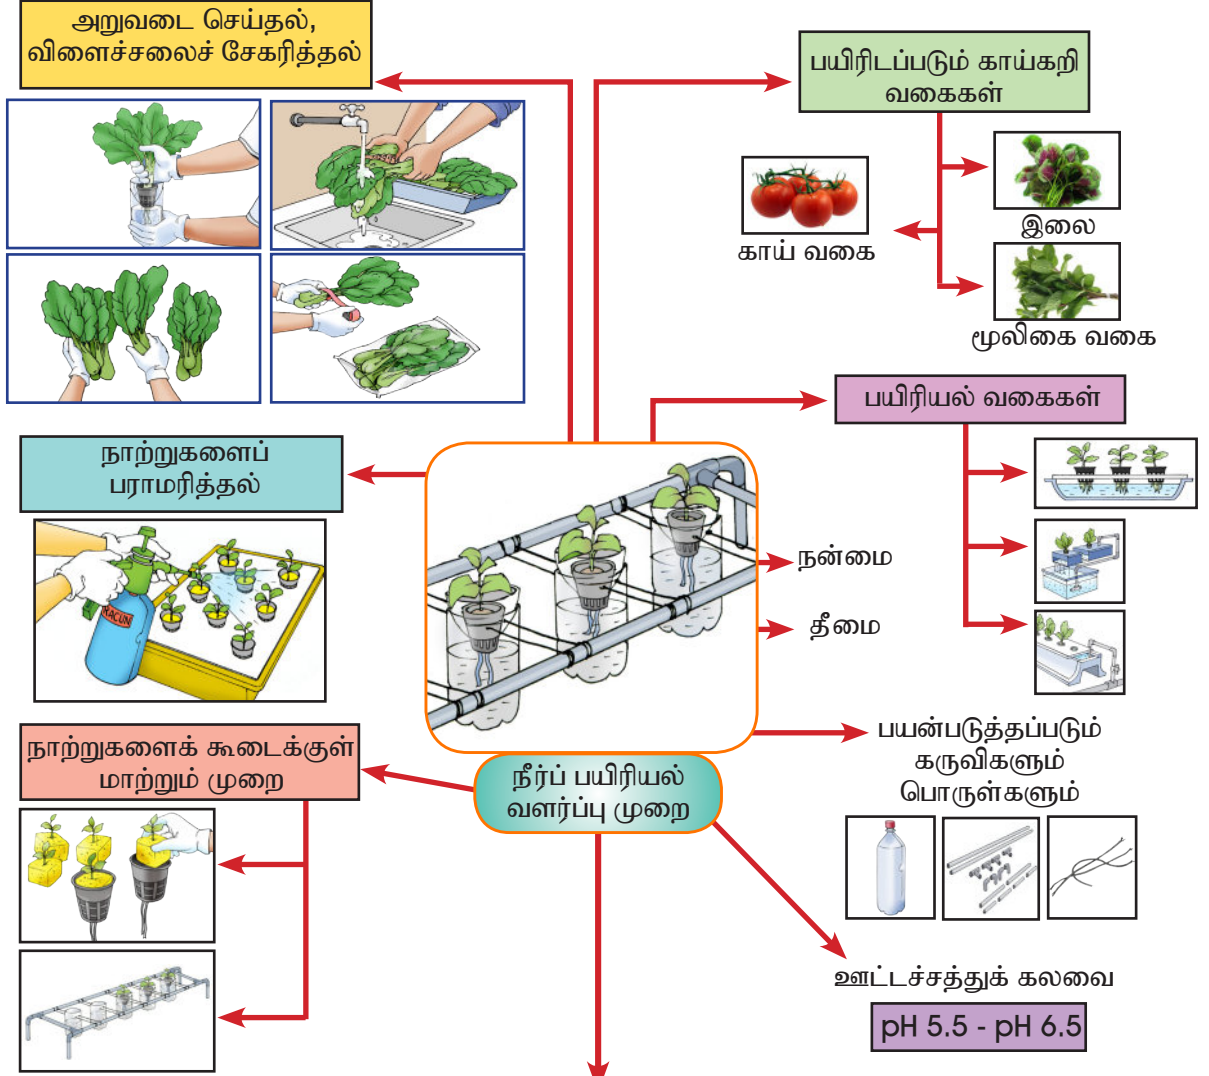 அறுவடை செய்தல்,
விளைச்சலைச் சேகரித்தல்
பயிரிடப்படும் காய்கறி
வகைகள்
இலை
காய் வகை
மூலிகை வகை
பயிரியல் வகைகள்
நாற்றுகளைப்
பராமரித்தல்
RACUN
நன்மை
தீமை
நாற்றுகளைக் கூடைக்குள்
மாற்றும் முறை
நீர்ப் பயிரியல்
வளர்ப்பு முறை
பயன்படுத்தப்படும்
கருவிகளும்
பொருள்களும்
ஊட்டச்சத்துக் கலவை
pH 5.5 - pH 6.5